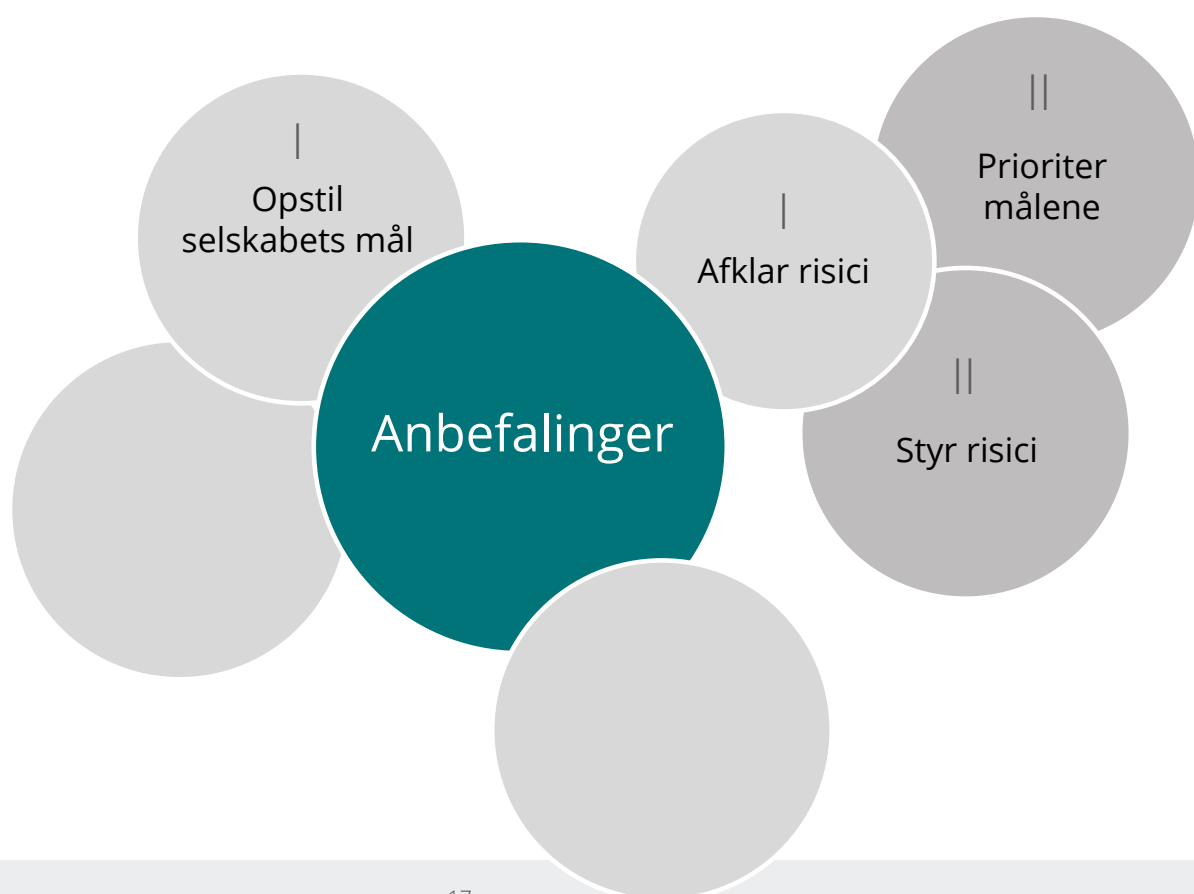 |
Opstil
selskabets mål
|
Afklar risici
||
Prioriter
målene
Anbefalinger
||
Styr risici